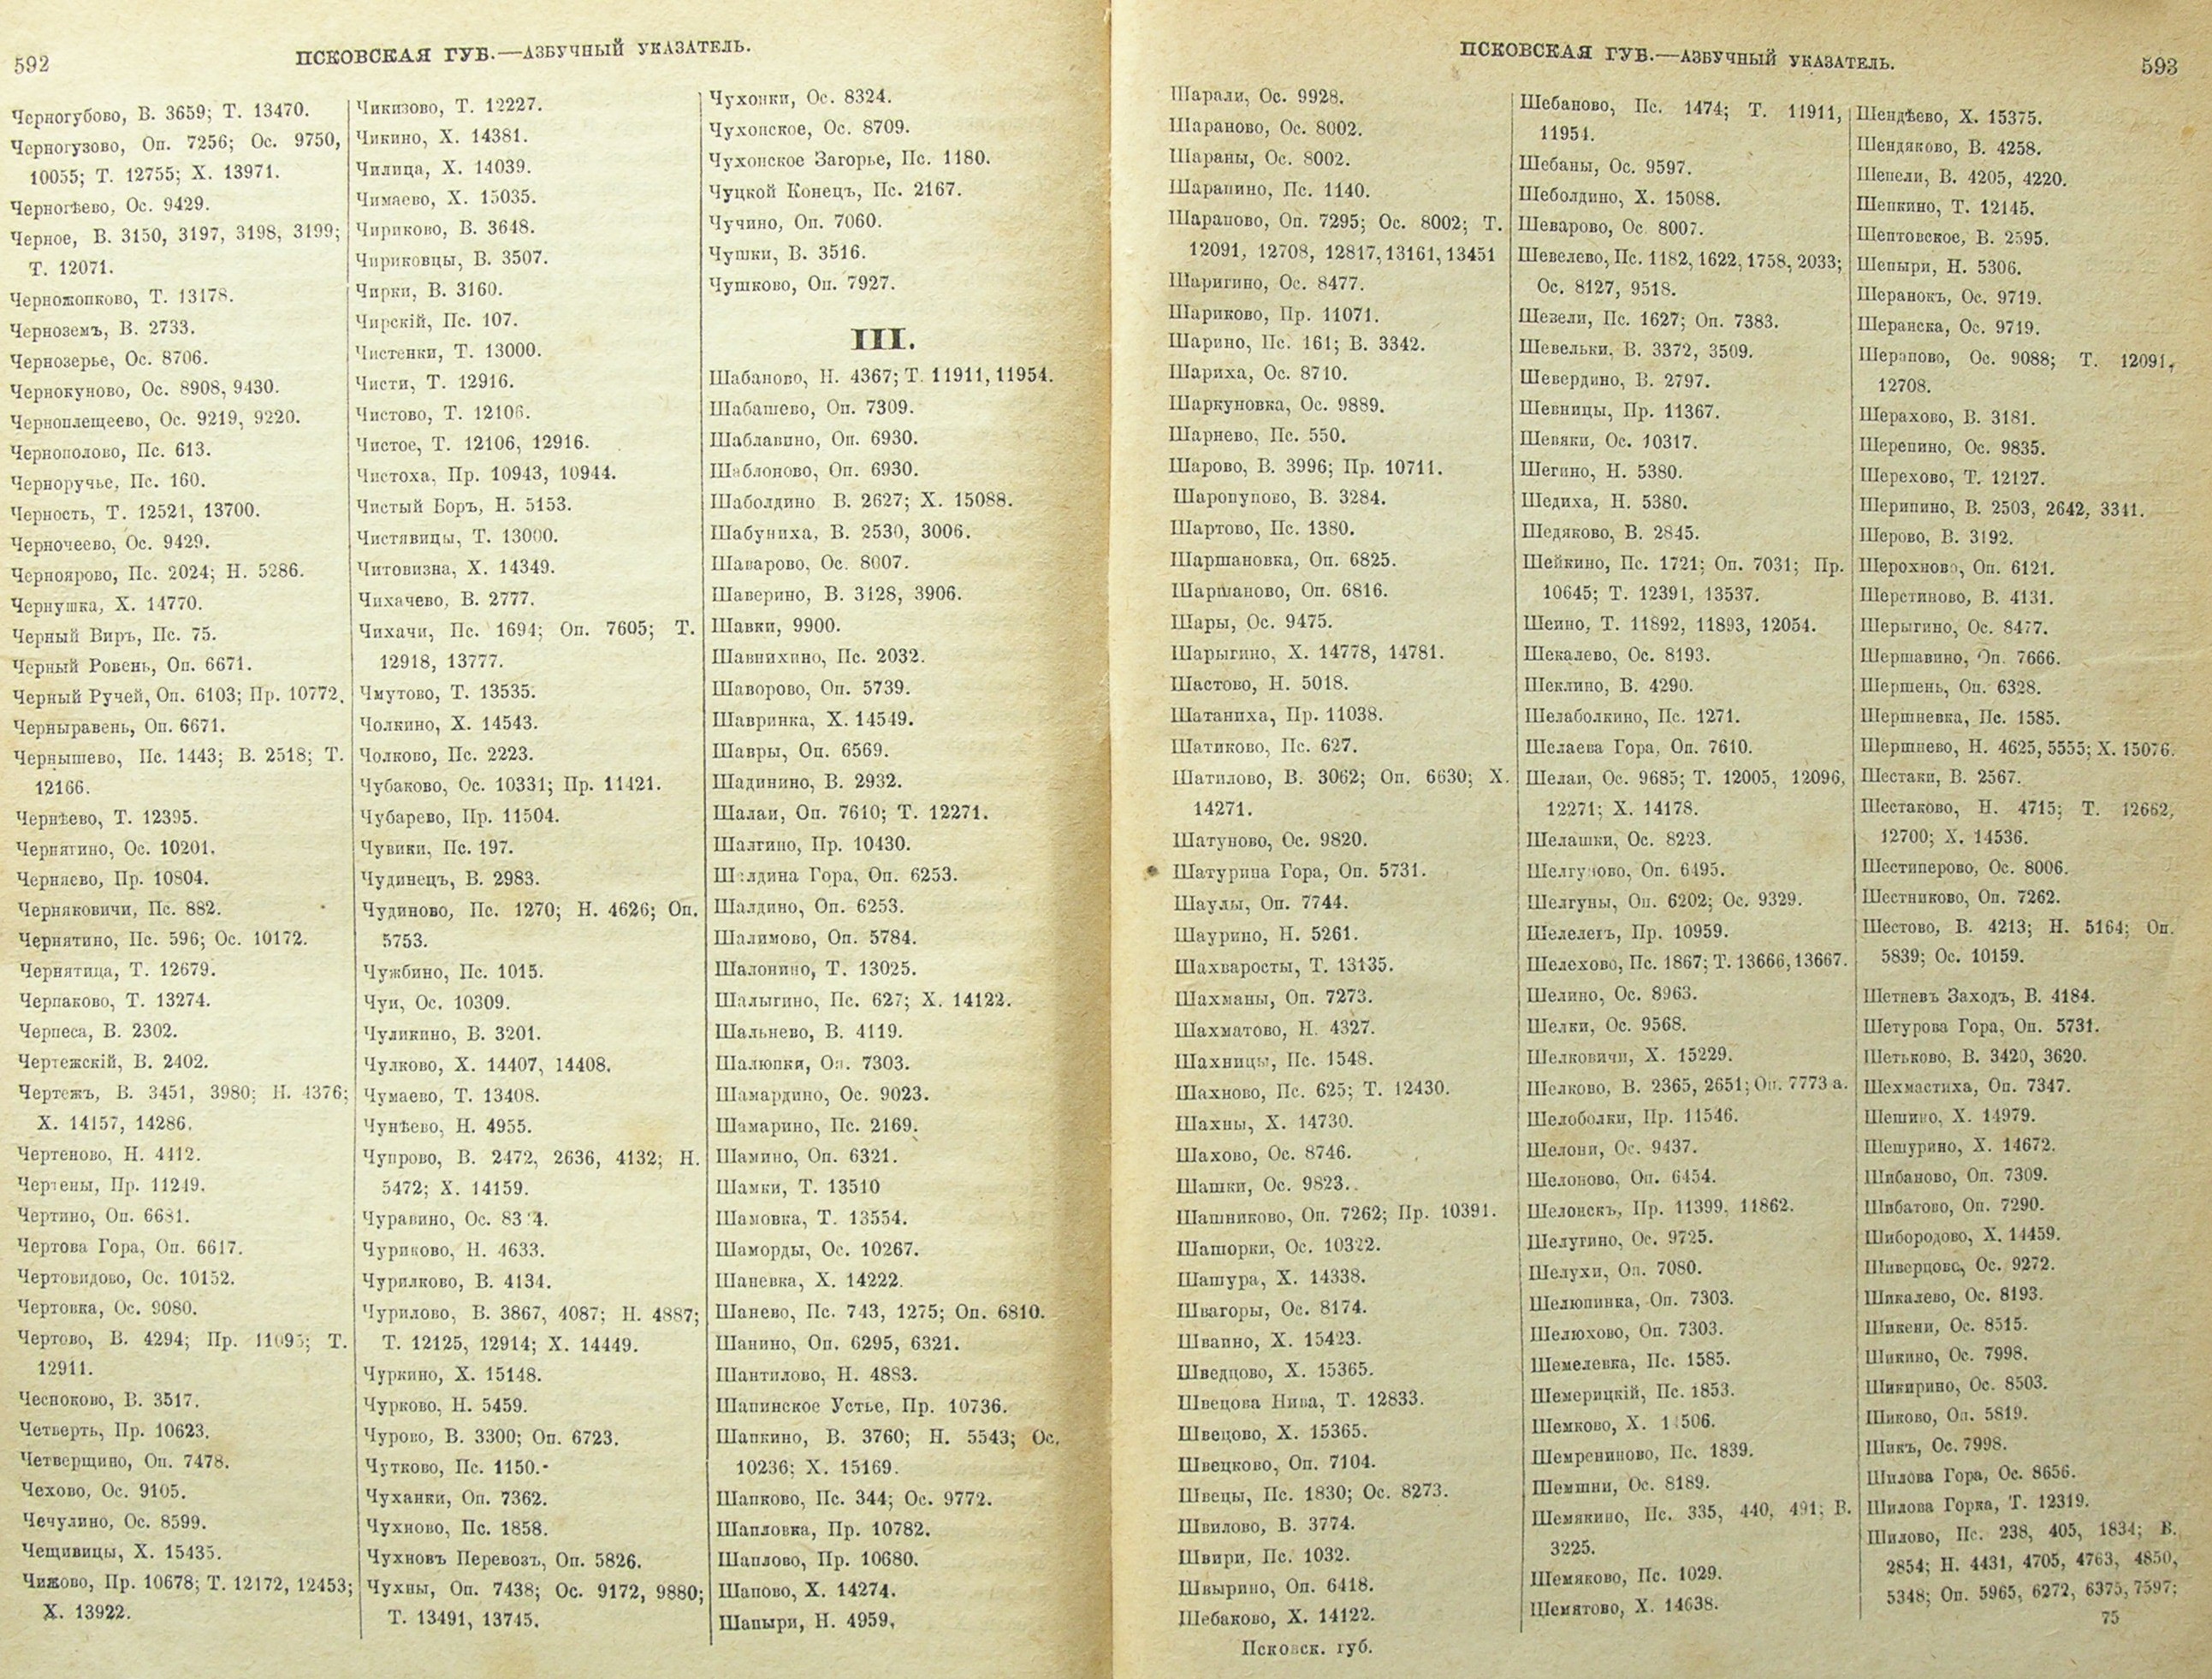 592
ПСКОВСКАЯ ГУБ.—АЗБУЧНЫЙ УКАЗАТЕЛЬ.
Черногубово, В. 3659; Т. 13470.
Черногузово, Оп. 7256; Ос. 9750,
10055; Т. 12755; Х. 13971.
Черногѣево, Ос. 9429.
Черное, В. 3150, 3197, 3198, 3199;
Т. 12071.
Черножопково, Т. 13178.
Черноземъ, В. 2733.
Чернозерье, Ос. 8706.
Чернокуново, Ос. 8908, 9430.
Черноплещеево, Ос. 9219, 9220.
Чернополово, Пс. 613.
Черноручье, Пс. 160.
Черность, Т. 12521, 13700.
Черночеево, Ос. 9429.
Черноярово, Пс. 2024; Н. 5286.
Чернушка, Х. 14770.
Черный Виръ, Пс. 75.
Черный Ровень, Оп. 6671.
Черный Ручей, Оп. 6103; Пр. 10772.
Черныравень, Оп. 6671.
Чернышево, Пс. 1443; В. 2518; Т.
12166.
Чернѣево, Т. 12395.
Чернягино, Ос. 10201.
Черняево, Пр. 10804.
Черняковичи, Пс. 882.
Чернятино, Пс. 596; Ос. 10172.
Чернятица, Т. 12679.
Черпаково, Т. 13274.
Черпеса, В. 2302.
Чертежскій, В. 2402.
Чертежъ, В. 3451, 3980; Н. 4376;
Х. 14157, 14286.
Чертеново, Н. 4412.
Чертены, Пр. 11249.
Чертино, Оп. 6631.
Чертова Гора, Оп. 6617.
Чертовидово, Ос. 10152.
Чертовка, Ос. 9080.
Чертово, В. 4294; Пр. 11095; Т.
12911.
Чесноково, В. 3517.
Четверть, Пр. 10623.
Четверщино, Оп. 7478.
Чехово, Ос. 9105.
Чечулино, Ос. 8599.
Чещивицы, Х. 15435.
Чижово, Пр. 10678; Т. 12172, 12453;
Х. 13922.
Чикизово, Т. 12227.
Чикино, Х. 14381.
Чилица, Х. 14039.
Чимаево, Х. 15035.
Чириково, В. 3648.
Чириковцы, В. 3507.
Чирки, В. 3160.
Чирскій, Пс. 107.
Чистенки, Т. 13000.
Чисти, Т. 12916.
Чистово, Т. 12106.
Чистое, Т. 12106, 12916.
Чистоха, Пр. 10943, 10944.
Чистый Боръ, Н. 5153.
Чистявицы, Т. 13000.
Читовизна, Х. 14349.
Чихачево, В. 2777.
Чихачи, Пс. 1694; Оп. 7605; Т.
12918, 13777.
Чмутово, Т. 13535.
Чолкино, Х. 14543.
Чолково, Пс. 2223.
Чубаково, Ос. 10331; Пр. 11421.
Чубарево, Пр. 11504.
Чувики, Пс. 197.
Чудинецъ, В. 2983.
Чудиново, Пс. 1270; Н. 4626; Оп.
5753.
Чужбино, Пс. 1015.
Чуи, Ос. 10309.
Чуликино, В. 3201.
Чулково, Х. 14407, 14408.
Чумаево, Т. 13408.
Чунѣево, Н. 4955.
Чупрово, В. 2472, 2636, 4132; Н.
5472; Х. 14159.
Чуравино, Ос.
Чуриково, Н. 4633.
Чурилково, В. 4134.
Чурилово, В. 3867, 4087; Н. 4887;
Т. 12125, 12914; Х. 14449.
Чуркино, Х. 15148.
Чурково, Н. 5459.
Чурово, В. 3300; Оп. 6723.
Чутково, Пс. 1150.
Чуханки, Оп. 7362.
Чухново, Пс. 1858.
Чухновъ Перевозъ, Оп. 5826.
Чухны, Оп. 7438; Ос. 9172, 9880;
Т. 13491, 13745.
Чухонки, Ос. 8324.
Чухонское, Ос. 8709.
Чухонское Загорье, Пс. 1180.
Чуцкой Конецъ, Пс. 2167.
Чучино, Оп. 7060.
Чушки, В. 3516.
Чушково, Оп. 7927.
Ш.
Шабаново, Н. 4367; Т. 11911, 11954.
Шабашево, Оп. 7309.
Шаблавино, Оп. 6930.
Шаблоново, Оп. 6930.
Шаболдино В. 2627; Х. 15088.
Шабуниха, В. 2530, 3006.
Шаварово, Ос. 8007.
Шаверино, В. 3128, 3906.
Шавки, 9900.
Шавнихино, Пс. 2032.
Шаворово, Оп. 5739.
Шавринка, Х. 14549.
Шавры, Оп. 6569.
Шадинино, В. 2932.
Шалаи, Оп. 7610; Т. 12271.
Шалгино, Пр. 10430.
Шалдина Гора, Оп. 6253.
Шалдино, Оп. 6253.
Шалимово, Оп. 5784.
Шалонино, Т. 13025.
Шалыгино, Пс. 627; Х. 14122.
Шальнево, В. 4119.
Шалюпки, Оп. 7303.
Шамардино, Ос. 9023.
Шамарино, Пс. 2169.
Шамино, Оп. 6321.
Шамки, Т. 13510
Шамовка, Т. 13554.
Шаморды, Ос. 10267.
Шаневка, Х. 14222.
Шанево, Пс. 743, 1275; Оп. 6810.
Шанино, Оп. 6295, 6321.
Шантилово, Н. 4883.
Шапинское Устье, Пр. 10736.
Шапкино, В. 3760; Н. 5543; Ос.
10236; Х. 15169.
Шапково, Пс. 344; Ос. 9772.
Шапловка, Пр. 10782.
Шаплово, Пр. 10680.
Шапово, Х. 14274.
Шапыри, Н. 4959,
ПСКОВСКАЯ ГУБ.—АЗБУЧНЫЙ УКАЗАТЕЛЬ.
593
Шарали, Ос. 9928.
Шараново, Ос. 8002.
Шараны, Ос. 8002.
Шарапино, Пс. 1140.
Шарапово, Оп. 7295; Ос. 8002; Т.
12091, 12708, 12817, 13161, 13451
Шаригино, Ос. 8477.
Шариково, Пр. 11071.
Шарино, Пс. 161; В. 3342.
Шариха, Ос. 8710.
Шаркуновка, Ос. 9889.
Шарнево, Пс. 550.
Шарово, В. 3996; Пр. 10711.
Шаропупово, В. 3284.
Шартово, Пс. 1380.
Шаршановка, Оп. 6825.
Шаршаново, Оп. 6816.
Шары, Ос. 9475.
Шарыгино, Х. 14778, 14781.
Шастово, Н. 5018.
Шатаниха, Пр. 11038.
Шатиково, Пс. 627.
Шатилово, В. 3062; Оп. 6630; Х.
14271.
Шатуново, Ос. 9820.
Шатурина Гора, Оп. 5731.
Шаулы, Оп. 7744.
Шаурино, Н. 5261.
Шахваросты, Т. 13135.
Шахманы, Оп. 7273.
Шахматово, Н. 4327.
Шахницы, Пс. 1548.
Шахново, Пс. 625; Т. 12430.
Шахны, Х. 14730.
Шахово, Ос. 8746.
Шашки, Ос. 9823.
Шашниково, Оп. 7262; Пр. 10391.
Шашорки, Ос. 10322.
Шашура, Х. 14338.
Швагоры, Ос. 8174.
Шваино, Х. 15423.
Шведцово, Х. 15365.
Швецова Нива, Т. 12833.
Швецово, Х. 15365.
Швецково, Оп. 7104.
Швецы, Пс. 1830; Ос. 8273.
Швилово, В. 3774.
Швири, Пс. 1032.
Швырино, Оп. 6418.
Шебаково, Х. 14122.
Псковск. губ.
Шебаново, Пс. 1474; Т. 11911,
11954.
Шебаны, Ос. 9597.
Шеболдино, Х. 15088.
Шеварово, Ос 8007.
Шевелево, Пс. 1182, 1622, 1758, 2033;
Ос. 8127, 9518.
Шевели, Пс. 1627; Оп. 7383.
Шевельки, В. 3372, 3509.
Шевердино, В. 2797.
Шевницы, Пр. 11367.
Шевяки, Ос. 10317.
Шегино, Н. 5380.
Шедиха, Н. 5380.
Шедяково, В. 2845.
Шейкино, Пс. 1721; Оп. 7031; Пр.
10645; Т. 12391, 13537.
Шеино, Т. 11892, 11893, 12054.
Шекалево, Ос. 8193.
Шеклино, В. 4290.
Шелаболкино, Пс. 1271.
Шелаева Гора, Оп. 7610.
Шелаи, Ос. 9685; Т. 12005, 12096,
12271; Х. 14178.
Шелашки, Ос. 8223.
Шелгуново, Оп. 6495.
Шелгуны, Оп. 6202; Ос. 9329.
Шелелегъ, Пр. 10959.
Шелехово, Пс. 1867; Т. 13666, 13667.
Шелино, Ос. 8963.
Шелки, Ос. 9568.
Шелковичи, Х. 15229.
Шелково, В. 2365, 2651; Оп. 7773 а.
Шелоболки, Пр. 11546.
Шелони, Ос. 9437.
Шелоново, Оп. 6454.
Шелонскъ, Пр. 11399, 11862.
Шелугино, Ос. 9725.
Шелухи, Оп. 7080.
Шелюпинка, Оп. 7303.
Шелюхово, Оп. 7303.
Шемелевка, Пс. 1585.
Шемерицкій, Пс. 1853.
Шемково, Х.
Шемрениново, Пс. 1839.
Шемшни, Ос. 8189.
Шемякино, Пс. 335, 440, 491; В.
3225.
Шемяково, Пс. 1029.
Шемятово, Х. 14638.
Шендѣево, Х. 15375.
Шендяково, В. 4258.
Шепели, В. 4205, 4220.
Шепкино, Т. 12145.
Шептовское, В. 2595.
Шепыри, Н. 5306.
Шеранокъ, Ос. 9719.
Шеранска, Ос. 9719.
Шерапово, Ос. 9088; Т. 12091,
12708.
Шерахово, В. 3181.
Шерепино, Ос. 9835.
Шерехово, Т. 12127.
Шерипино, В. 2503, 2642, 3341.
Шерово, В. 3192.
Шерохново, Оп. 6121.
Шерстиново, В. 4131.
Шерыгино, Ос. 8477.
Шершавино, Оп. 7666.
Шершень, Оп. 6328.
Шершневка, Пс. 1585.
Шершнево, Н. 4625, 5555; Х. 15076.
Шестаки, В. 2567.
Шестаково, Н. 4715; Т. 12662,
12700; Х. 14536.
Шестиперово, Ос. 8006.
Шестниково, Оп. 7262.
Шестово, В. 4213; Н. 5164; Оп.
5839; Ос. 10159.
Шетневъ Заходъ, В. 4184.
Шетурова Гора, Оп. 5731.
Шетьково, В. 3420, 3620.
Шехмастиха, Оп. 7347.
Шешино, Х. 14979.
Шешурино, Х. 14672.
Шибаново, Оп. 7309.
Шибатово, Оп. 7290.
Шибородово, Х. 14459.
Шиверцово, Ос. 9272.
Шикалево, Ос. 8193.
Шикени, Ос. 8515.
Шикино, Ос. 7998.
Шикирино, Ос. 8503.
Шиково, Оп. 5819.
Шикъ, Ос. 7998.
Шилова Гора, Ос. 8656.
Шилова Горка, Т. 12319.
Шилово, Пс. 238, 405, 1834; В.
2854; Н. 4431, 4705, 4763, 4850,
5348; Оп. 5965, 6272, 6375, 7597;
75